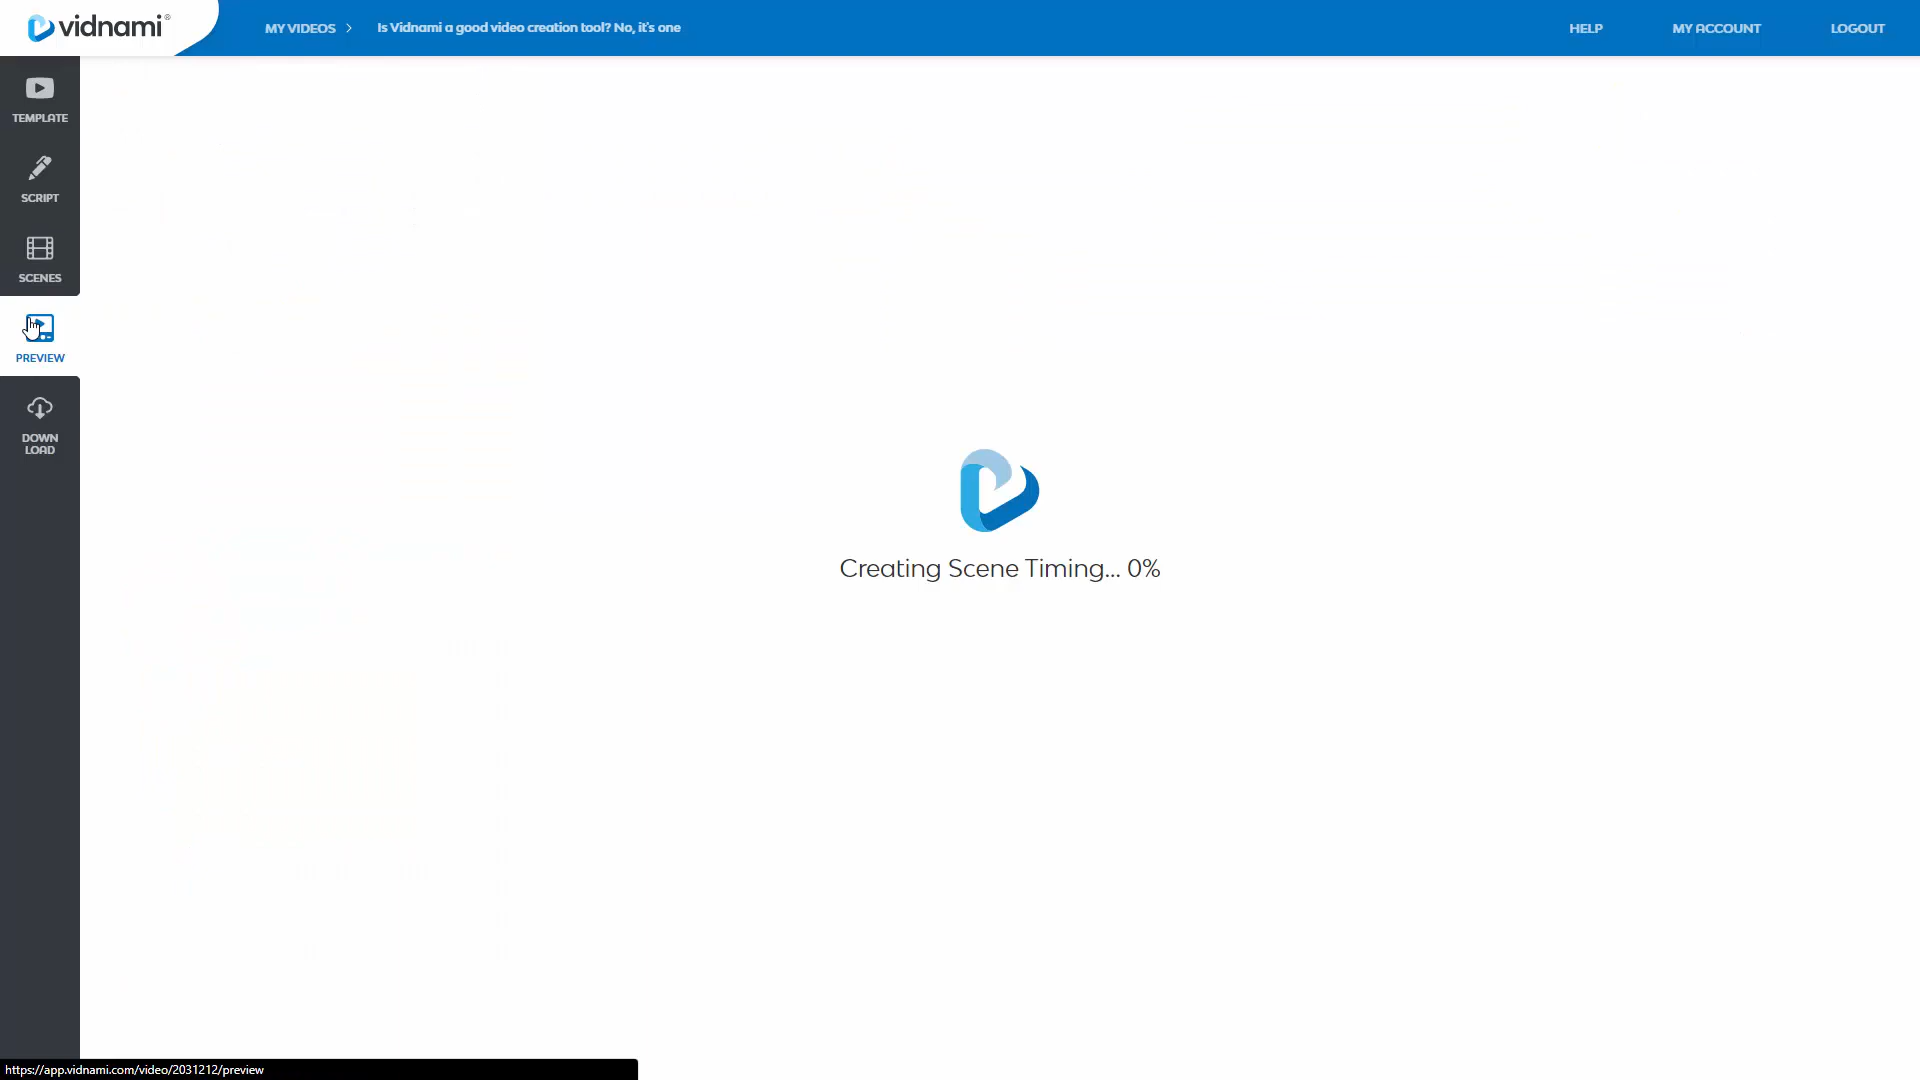 vidnami®
MY VIDEOS > Is Vidnami a good video creation tool? No, it's one
HELP
MY ACCOUNT
LOGOUT
TEMPLATE
SCRIPT
SCENES
PREVIEW
DOWN
LOAD
Creating Scene Timing... 0%
https://app.vidnami.com/video/2031212/preview